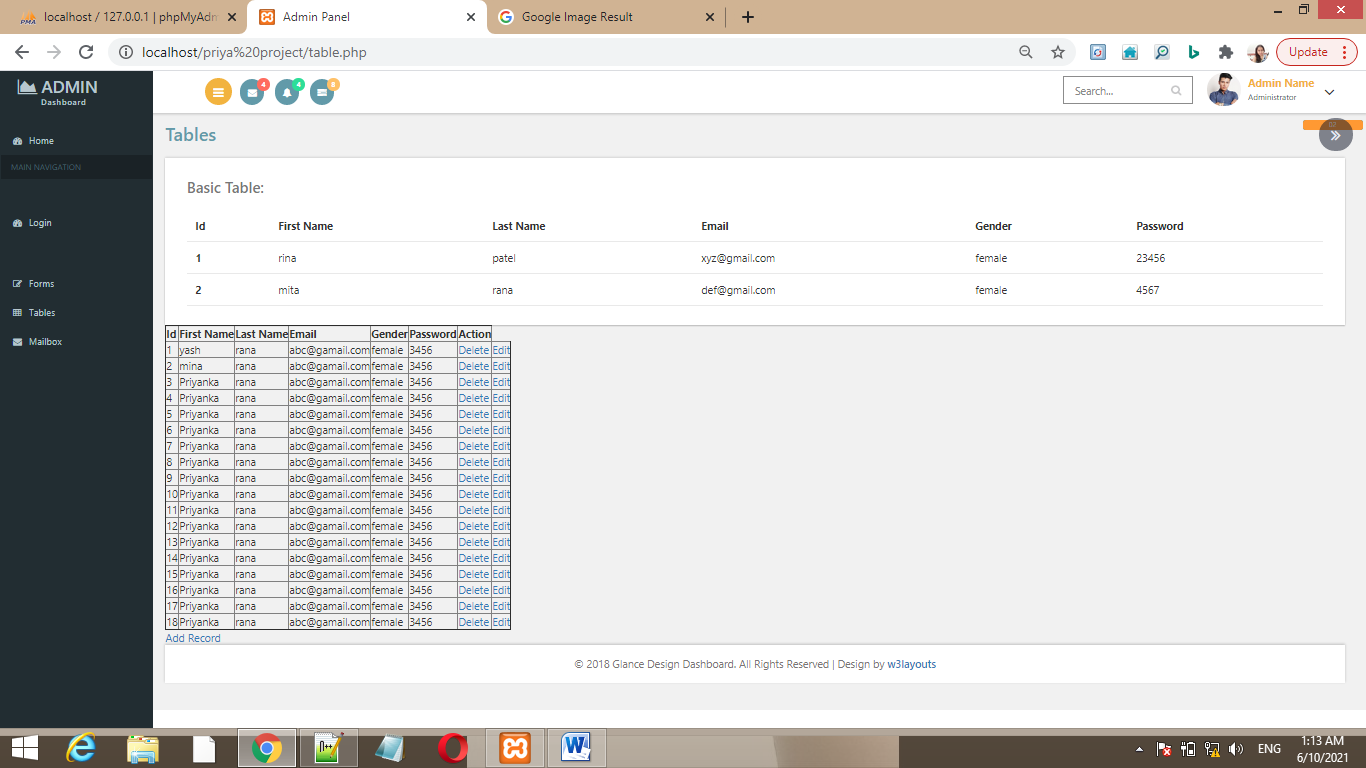 localhost / 127.0.0.1 | phpMyAdm
Admin Panel
Google Image Result
localhost/priya%20project/table.php
Update
ADMIN
Dashboard
4
4
8
Search...
Admin Name
Administrator
Home
MAIN NAVIGATION
Login
Forms
Tables
Mailbox
Tables
Basic Table:
Id First Name Last Name Email Gender Password
1 rina patel xyz@gmail.com female 23456
2 mita rana def@gmail.com female 4567
Id First Name Last Name Email Gender Password Action
1 yash rana abc@gamail.com female 3456 Delete Edit
2 mina rana abc@gamail.com female 3456 Delete Edit
3 Priyanka rana abc@gamail.com female 3456 Delete Edit
4 Priyanka rana abc@gamail.com female 3456 Delete Edit
5 Priyanka rana abc@gamail.com female 3456 Delete Edit
6 Priyanka rana abc@gamail.com female 3456 Delete Edit
7 Priyanka rana abc@gamail.com female 3456 Delete Edit
8 Priyanka rana abc@gamail.com female 3456 Delete Edit
9 Priyanka rana abc@gamail.com female 3456 Delete Edit
10 Priyanka rana abc@gamail.com female 3456 Delete Edit
11 Priyanka rana abc@gamail.com female 3456 Delete Edit
12 Priyanka rana abc@gamail.com female 3456 Delete Edit
13 Priyanka rana abc@gamail.com female 3456 Delete Edit
14 Priyanka rana abc@gamail.com female 3456 Delete Edit
15 Priyanka rana abc@gamail.com female 3456 Delete Edit
16 Priyanka rana abc@gamail.com female 3456 Delete Edit
17 Priyanka rana abc@gamail.com female 3456 Delete Edit
18 Priyanka rana abc@gamail.com female 3456 Delete Edit
Add Record
© 2018 Glance Design Dashboard. All Rights Reserved | Design by w3layouts
ENG
1:13 AM
6/10/2021